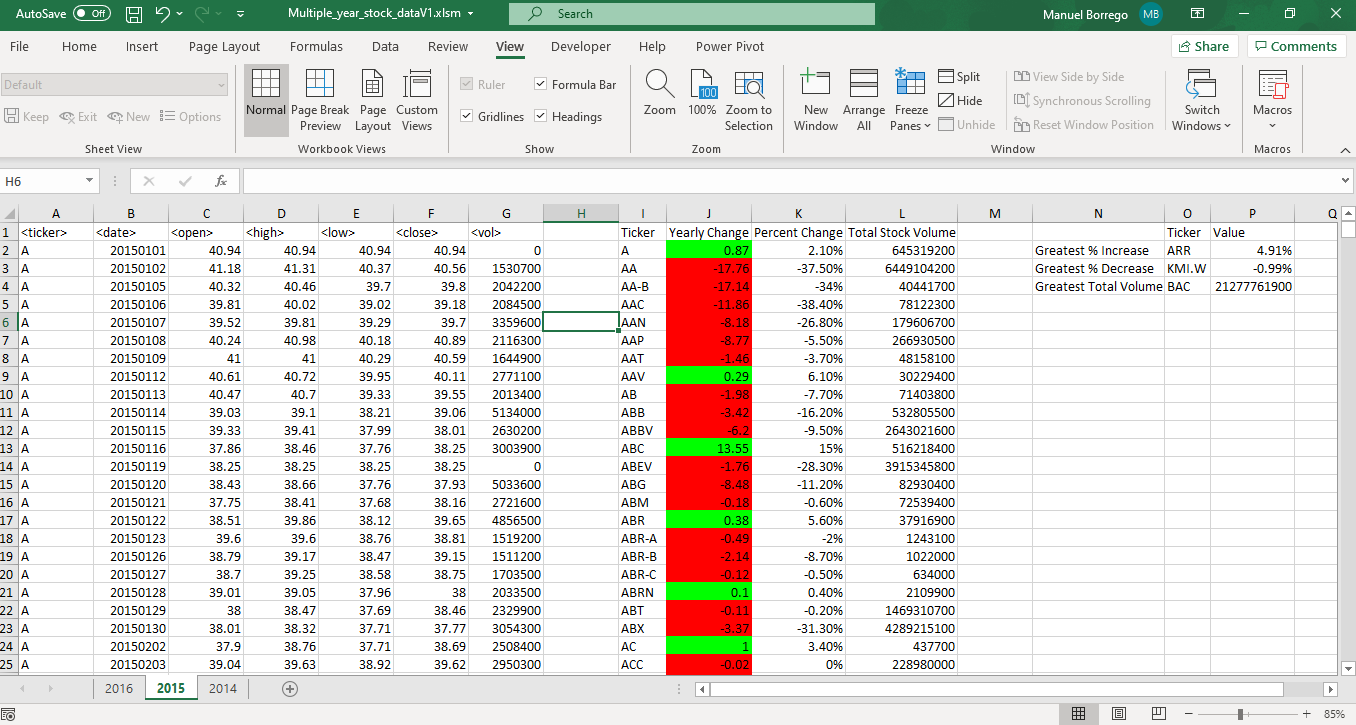 AutoSave Off Multiple_year_stock_dataV1.xlsm Search Manuel Borrego MB
File Home Insert Page Layout Formulas Data Review View Developer Help Power Pivot Share Comments
Default
Keep Exit New Options
Sheet View
Normal Page Break Preview Page Layout Custom Views
Workbook Views
Ruler Formula Bar
Gridlines Headings
Show
Zoom 100% Zoom to Selection
Zoom
New Window Arrange All Freeze Panes
Split
Hide
Unhide
View Side by Side
Synchronous Scrolling
Reset Window Position
Switch Windows
Window
Macros
Macros
H6 fx
A B C D E F G H I J K L M N O P Q
1 <ticker> <date> <open> <high> <low> <close> <vol> Ticker Yearly Change Percent Change Total Stock Volume Ticker Value
2 A 20150101 40.94 40.94 40.94 40.94 0 A 0.87 2.10% 645319200 Greatest % Increase ARR 4.91%
3 A 20150102 41.18 41.31 40.37 40.56 1530700 AA -17.76 -37.50% 6449104200 Greatest % Decrease KMI.W -0.99%
4 A 20150105 40.32 40.46 39.7 39.8 2042200 AA-B -17.14 -34% 40441700 Greatest Total Volume BAC 21277761900
5 A 20150106 39.81 40.02 39.02 39.18 2084500 AAC -11.86 -38.40% 78122300
6 A 20150107 39.52 39.81 39.29 39.7 3359600 AAN -8.18 -26.80% 179606700
7 A 20150108 40.24 40.98 40.18 40.89 2116300 AAP -8.77 -5.50% 266930500
8 A 20150109 41 41 40.29 40.59 1644900 AAT -1.46 -3.70% 48158100
9 A 20150112 40.61 40.72 39.95 40.11 2771100 AAV 0.29 6.10% 30229400
10 A 20150113 40.47 40.7 39.33 39.55 2013400 AB -1.98 -7.70% 71403800
11 A 20150114 39.03 39.1 38.21 39.06 5134000 ABB -3.42 -16.20% 532805500
12 A 20150115 39.33 39.41 37.99 38.01 2630200 ABBV -6.2 -9.50% 2643021600
13 A 20150116 37.86 38.46 37.76 38.25 3003900 ABC 13.55 15% 516218400
14 A 20150119 38.25 38.25 38.25 38.25 0 ABEV -1.76 -28.30% 3915345800
15 A 20150120 38.43 38.66 37.76 37.93 5033600 ABG -8.48 -11.20% 82930400
16 A 20150121 37.75 38.41 37.68 38.16 2721600 ABM -0.18 -0.60% 72539400
17 A 20150122 38.51 39.86 38.12 39.65 4856500 ABR 0.38 5.60% 37916900
18 A 20150123 39.6 39.6 38.76 38.81 1519200 ABR-A -0.49 -2% 1243100
19 A 20150126 38.79 39.17 38.47 39.15 1511200 ABR-B -2.14 -8.70% 1022000
20 A 20150127 38.7 39.25 38.58 38.75 1703500 ABR-C -0.12 -0.50% 634000
21 A 20150128 39.01 39.05 37.96 38 2033500 ABRN 0.1 0.40% 2109900
22 A 20150129 38 38.47 37.69 38.46 2329900 ABT -0.11 -0.20% 1469310700
23 A 20150130 38.01 38.32 37.71 37.77 3054300 ABX -3.37 -31.30% 4289215100
24 A 20150202 37.9 38.76 37.71 38.69 2508400 AC 1 3.40% 437700
25 A 20150203 39.04 39.63 38.92 39.62 2950300 ACC -0.02 0% 228980000
2016 2015 2014
85%